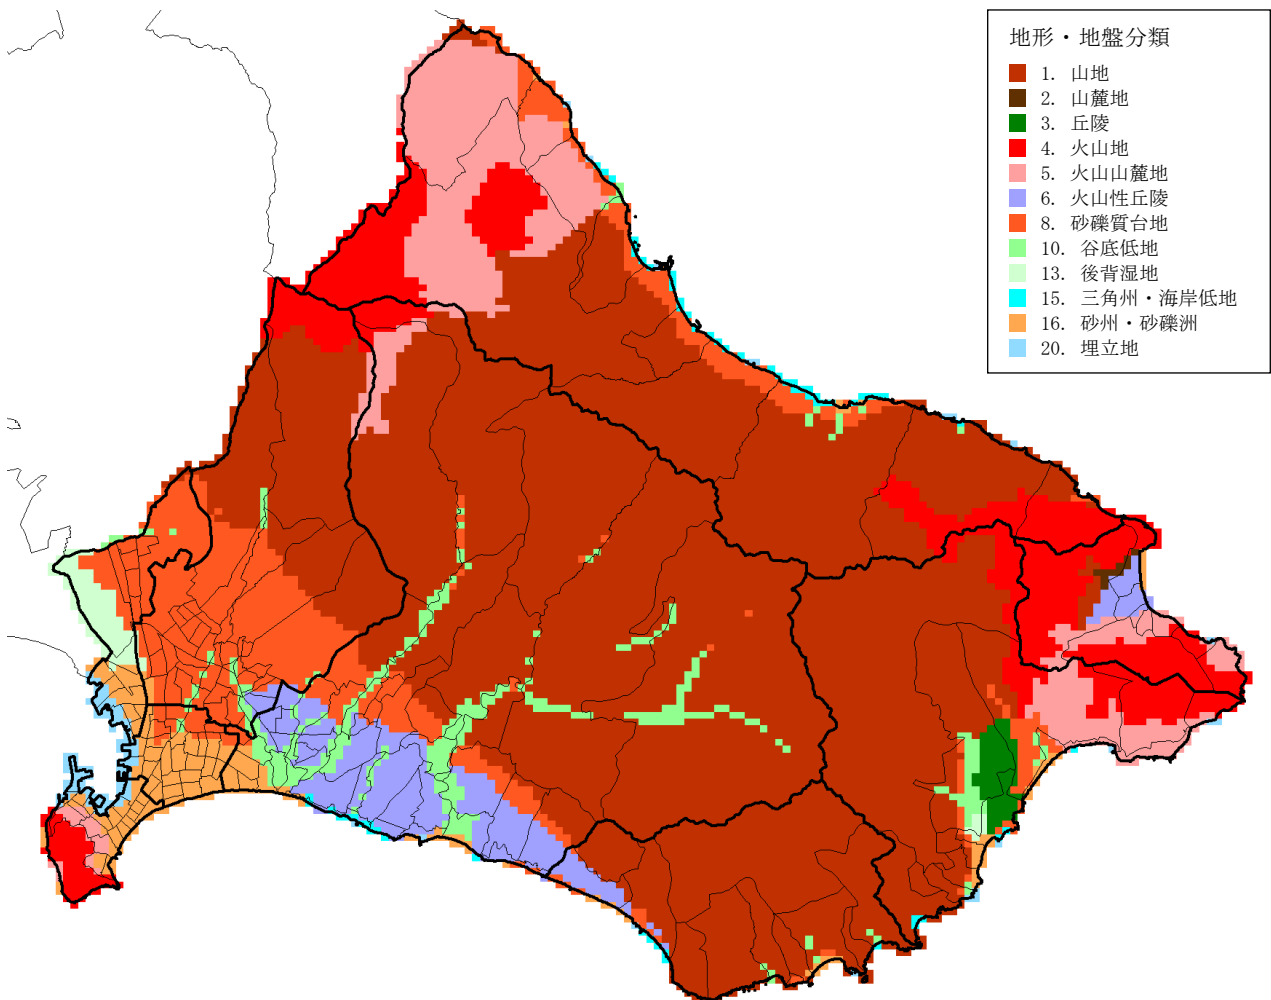 地形・地盤分類
1. 山地
2. 山麓地
3. 丘陵
4. 火山地
5. 火山山麓地
6. 火山性丘陵
8. 砂礫質台地
10. 谷底低地
13. 後背湿地
15. 三角州・海岸低地
16. 砂州・砂礫洲
20. 埋立地